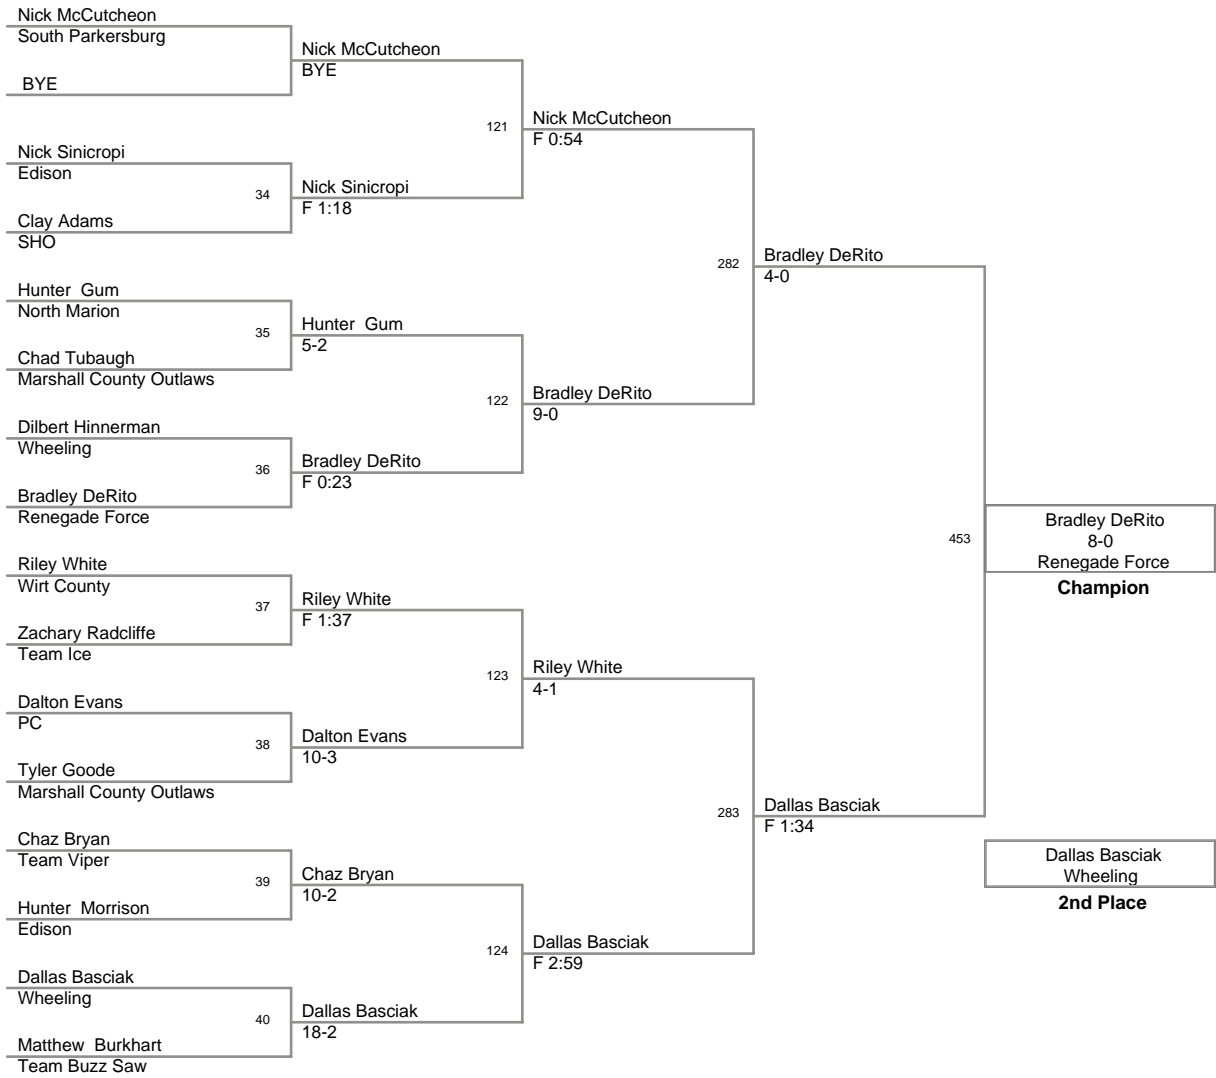 Nick McCutcheon
South Parkersburg
BYE
Nick Sinicropi
Edison
34
Clay Adams
SHO
Hunter  Gum
North Marion
35
Chad Tubaugh
Marshall County Outlaws
Dilbert Hinnerman
Wheeling
36
Bradley DeRito
Renegade Force
Riley White
Wirt County
37
Zachary Radcliffe
Team Ice
Dalton Evans
PC
38
Tyler Goode
Marshall County Outlaws
Chaz Bryan
Team Viper
39
Hunter  Morrison
Edison
Dallas Basciak
Wheeling
40
Matthew  Burkhart
Team Buzz Saw
Nick McCutcheon
BYE
121
Nick Sinicropi
F 1:18
Hunter  Gum
5-2
122
Bradley DeRito
F 0:23
Riley White
F 1:37
123
Dalton Evans
10-3
Chaz Bryan
10-2
124
Dallas Basciak
18-2
Nick McCutcheon
F 0:54
282
Bradley DeRito
9-0
Riley White
4-1
283
Dallas Basciak
F 2:59
Bradley DeRito
4-0
453
Dallas Basciak
F 1:34
Bradley DeRito
8-0
Renegade Force
Champion
Dallas Basciak
Wheeling
2nd Place